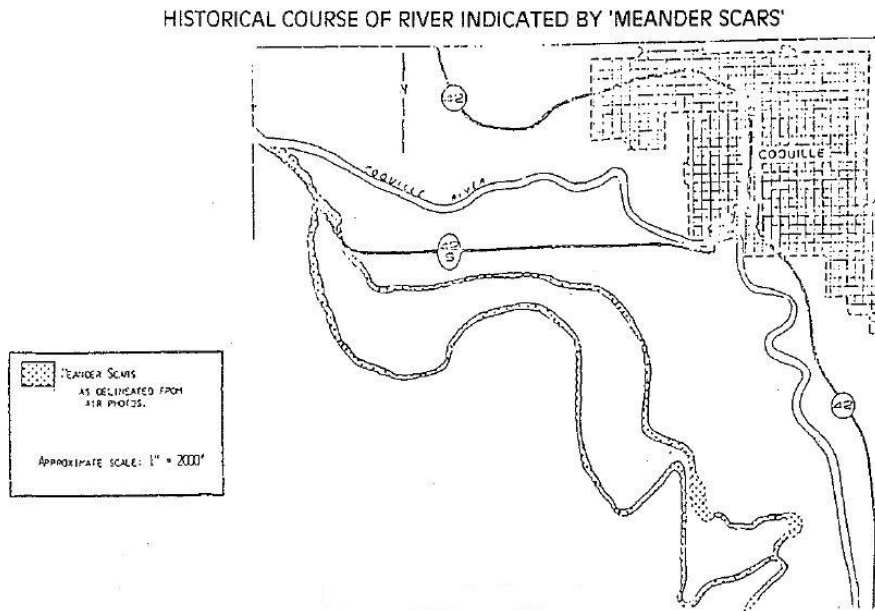 HISTORICAL COURSE OF RIVER INDICATED BY 'MEANDER SCARS'
42
COQUILLE
COQUILLE RIVER
42
S
42
MEANDER SCARS
AS DELINEATED FROM
AIR PHOTOS.
APPROXIMATE SCALE: 1" = 2000'